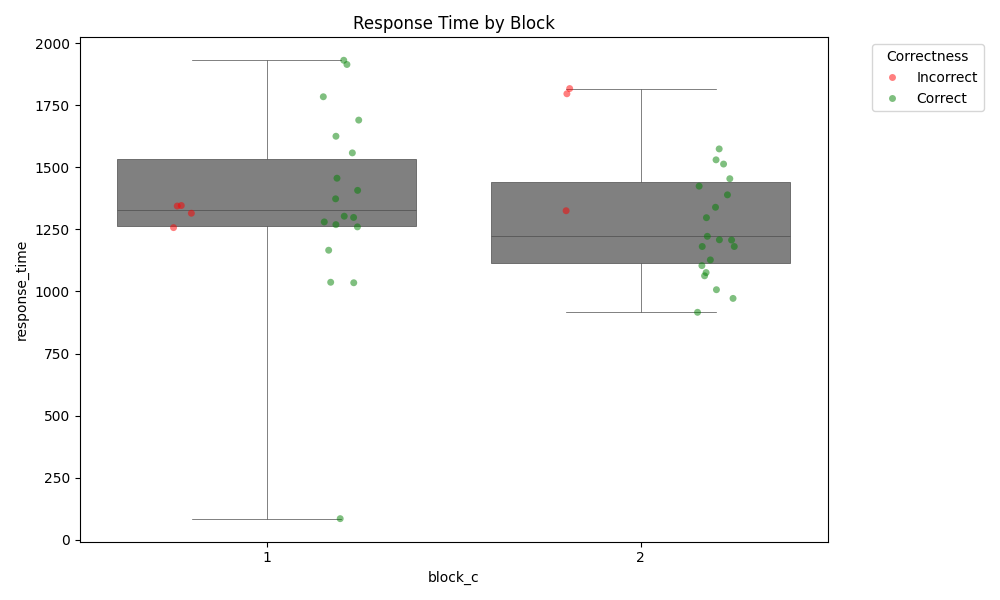 Response Time by Block
Correctness
Incorrect
Correct
2000
1750
1500
1250
1000
750
500
250
0
response_time
1
2
block_c